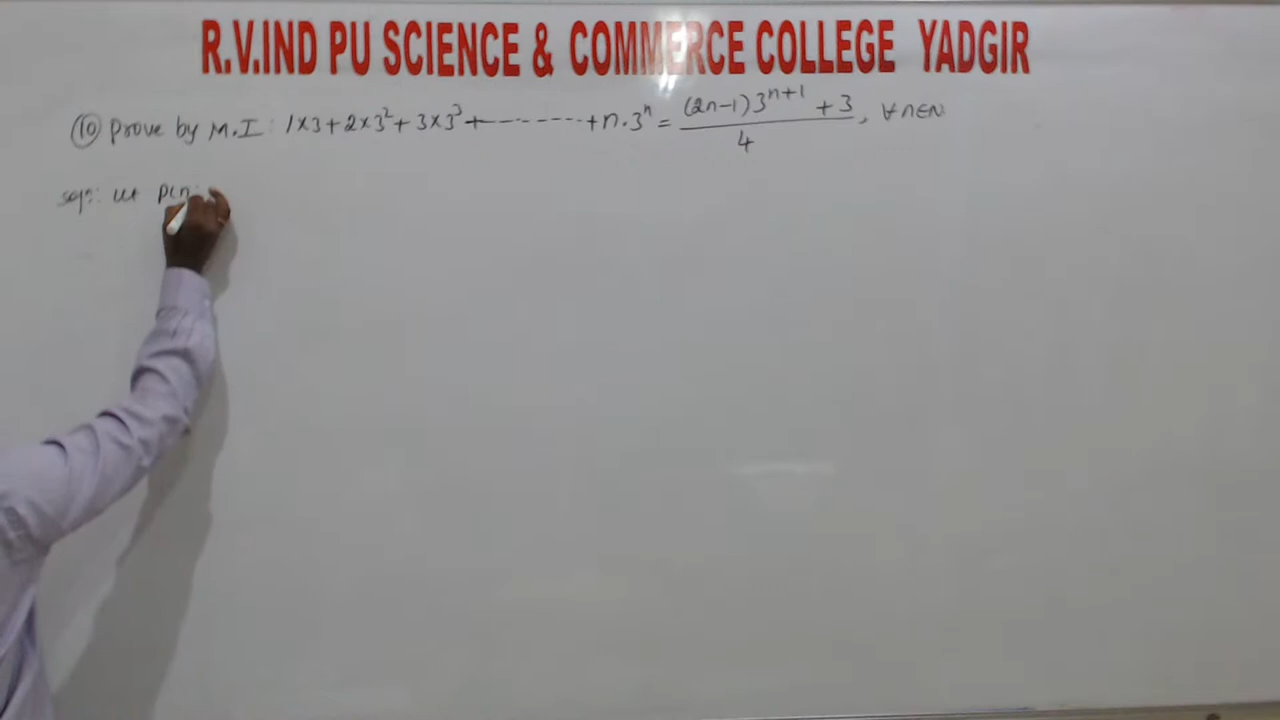 R.V.IND PU SCIENCE & COMMERCE COLLEGE YADGIR
(10) Prove by M.I: 1×3+2×3²+3×3³+--------+n·3ⁿ = ((2n-1)3ⁿ⁺¹ + 3)/4, ∀n∈N
Solⁿ: Let P(n